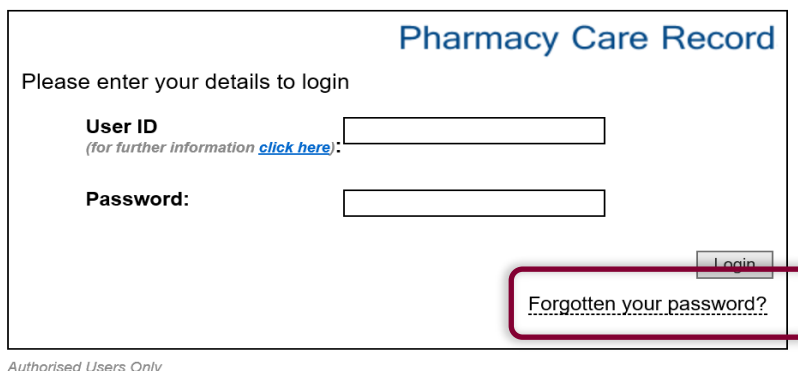 Pharmacy Care Record
Please enter your details to login
User ID
(for further information click here):
Password:
Login
Forgotten your password?
Authorised Users Only